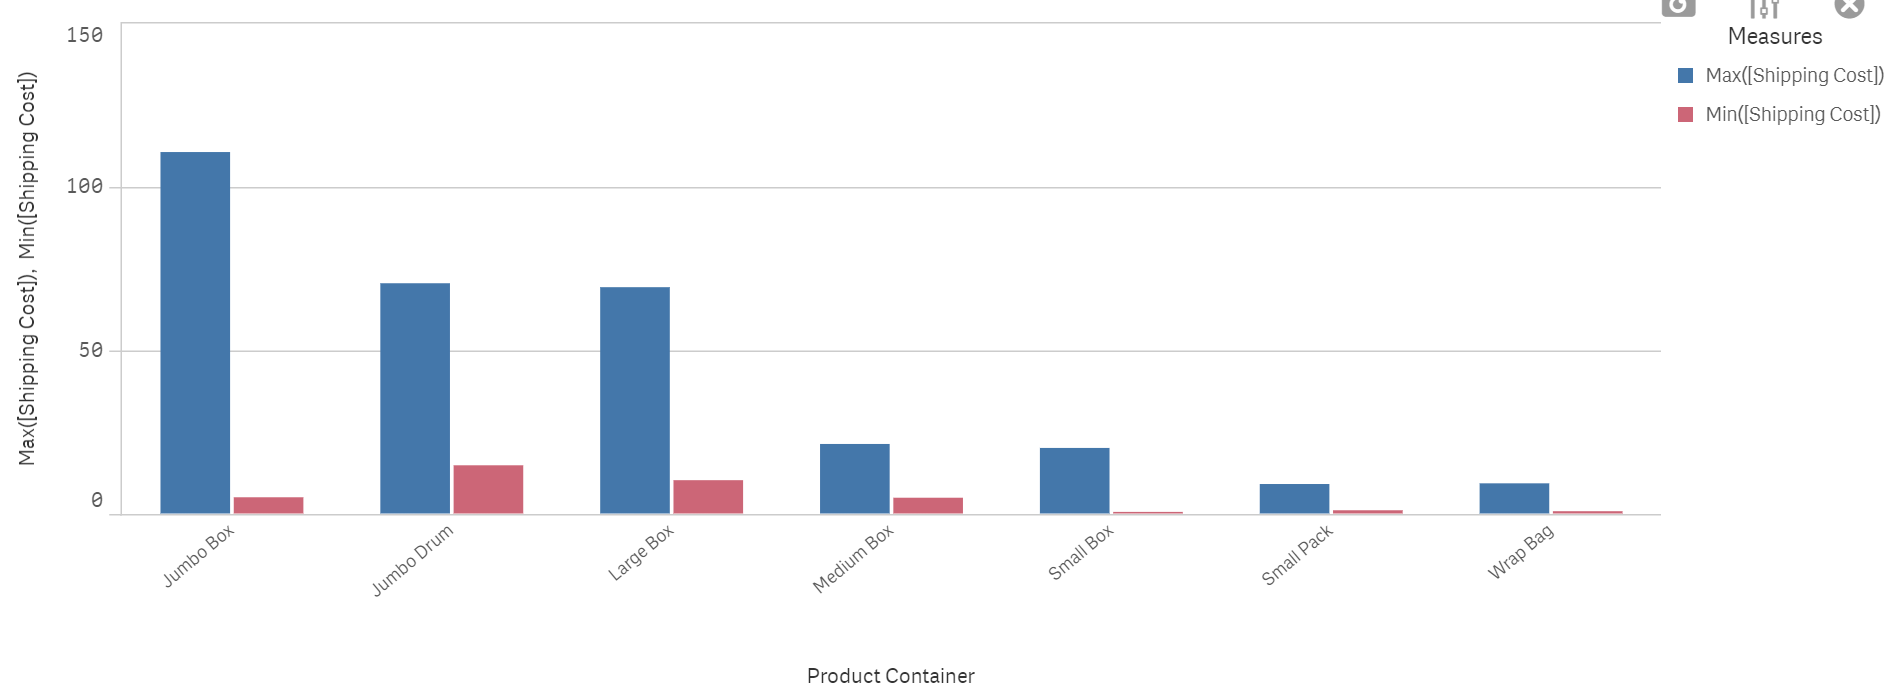 Measures
Max([Shipping Cost])
Min([Shipping Cost])
Max([Shipping Cost]), Min([Shipping Cost])
150
100
50
0
Jumbo Box
Jumbo Drum
Large Box
Medium Box
Small Box
Small Pack
Wrap Bag
Product Container